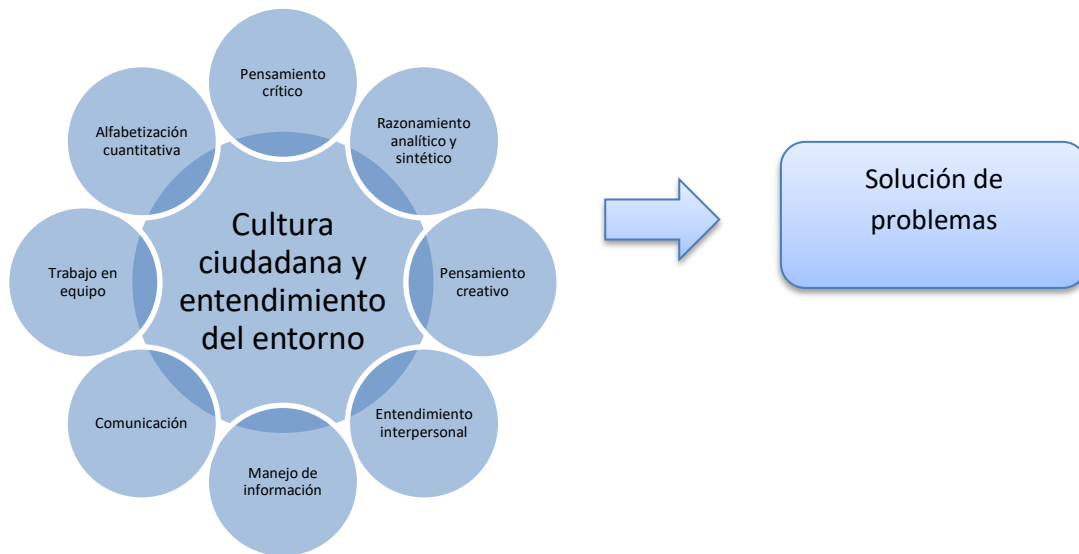 Pensamiento
crítico
Razonamiento
analítico y
sintético
Pensamiento
creativo
Entendimiento
interpersonal
Manejo de
información
Comunicación
Trabajo en
equipo
Alfabetización
cuantitativa
Cultura
ciudadana y
entendimiento
del entorno
Solución de
problemas